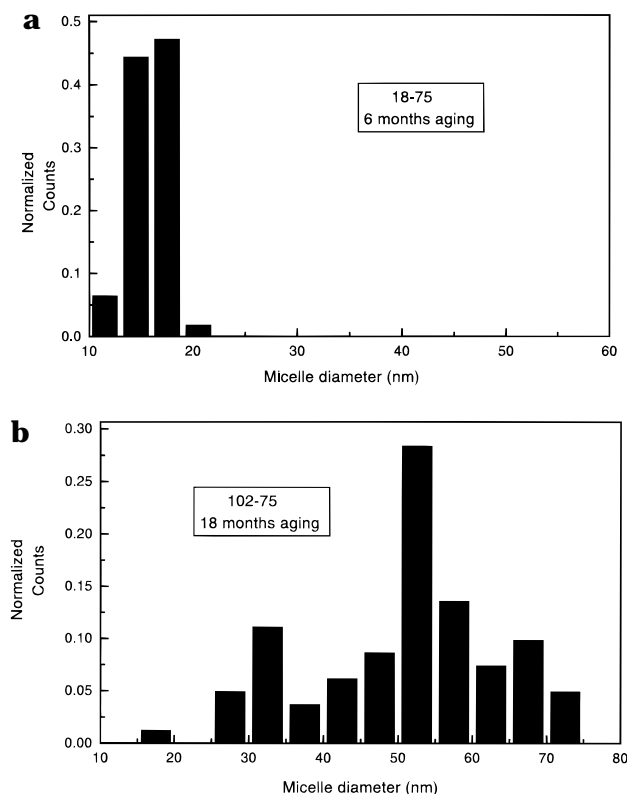 a
0.5
0.4
0.3
0.2
0.1
0.0
Normalized
Counts
18-75
6 months aging
10 20 30 40 50 60
Micelle diameter (nm)
b
0.30
0.25
0.20
0.15
0.10
0.05
0.00
Normalized
Counts
102-75
18 months aging
10 20 30 40 50 60 70 80
Micelle diameter (nm)